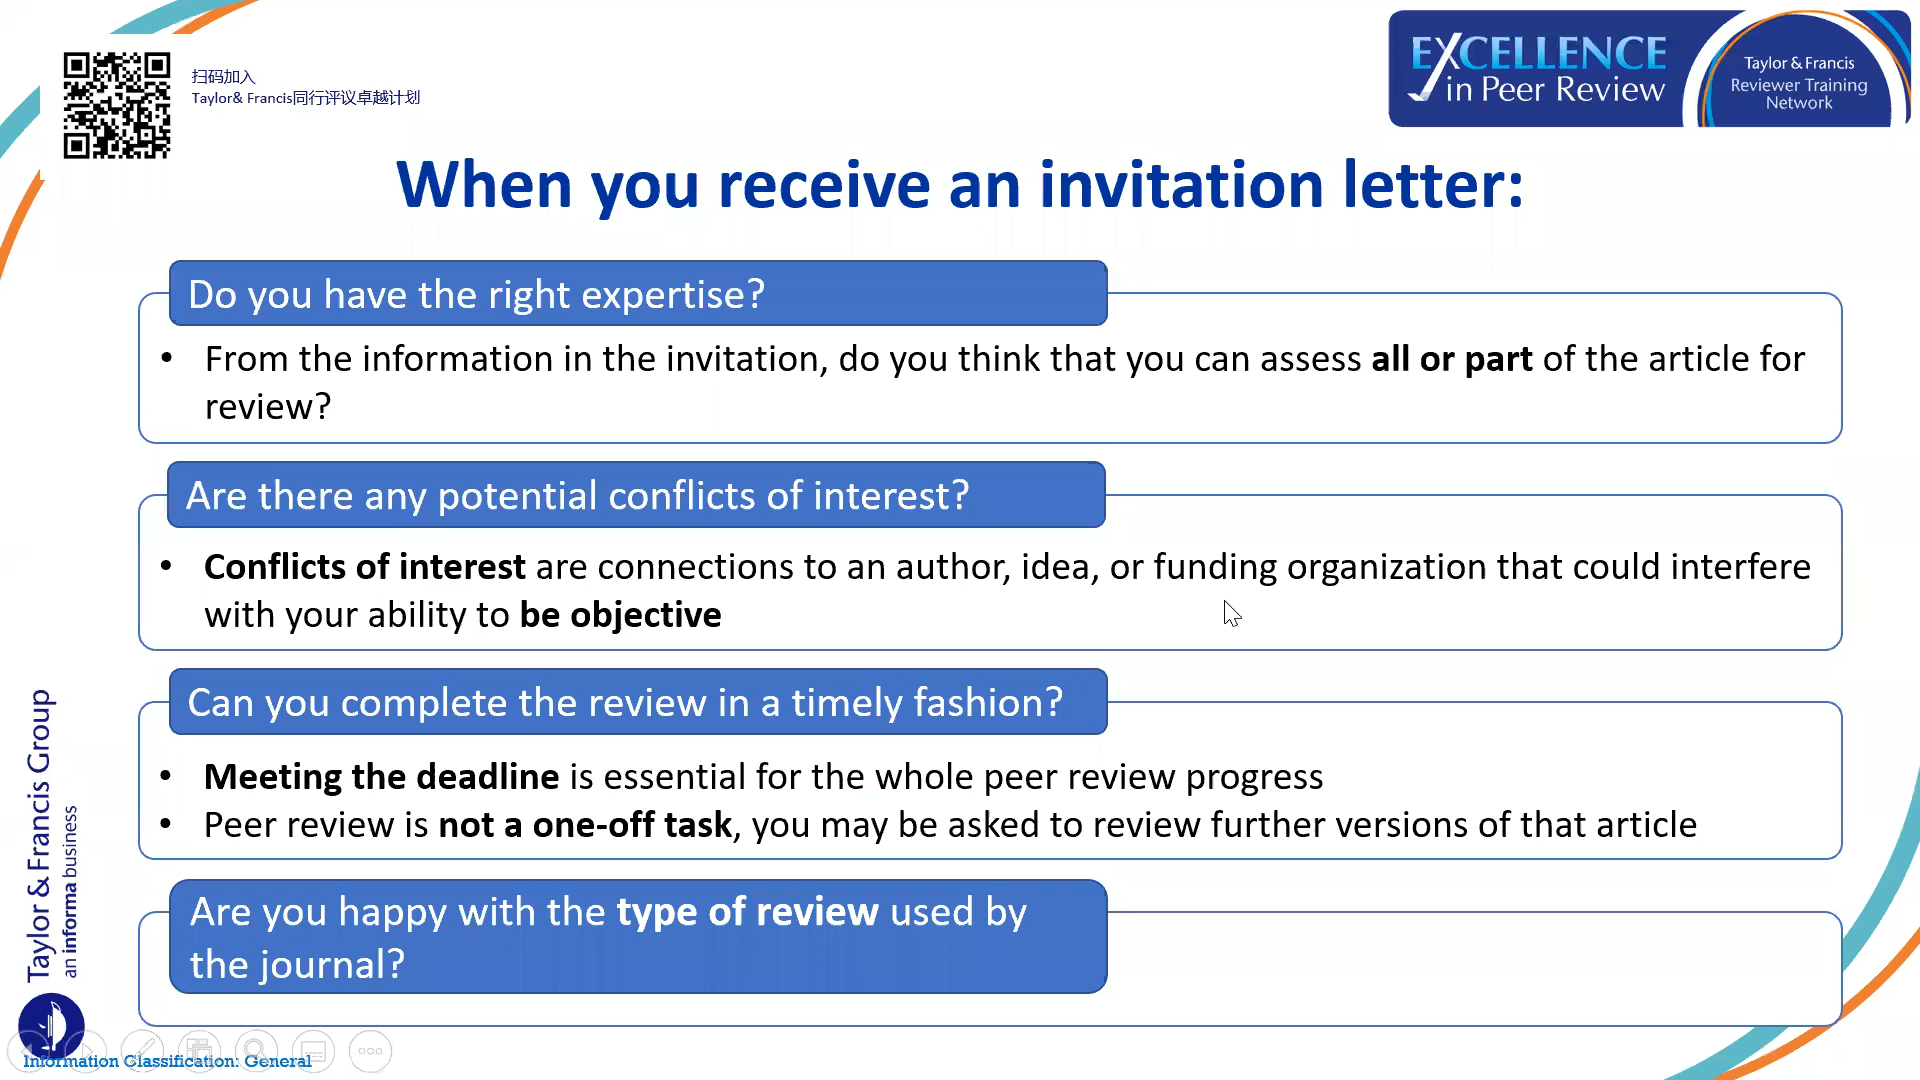 扫码加入
Taylor& Francis同行评议卓越计划
EXCELLENCE
in Peer Review
Taylor & Francis
Reviewer Training
Network
When you receive an invitation letter:
Do you have the right expertise?
• From the information in the invitation, do you think that you can assess all or part of the article for
review?
Are there any potential conflicts of interest?
• Conflicts of interest are connections to an author, idea, or funding organization that could interfere
with your ability to be objective
Can you complete the review in a timely fashion?
• Meeting the deadline is essential for the whole peer review progress
• Peer review is not a one-off task, you may be asked to review further versions of that article
Are you happy with the type of review used by
the journal?
Taylor & Francis Group
an informa business
Information Classification: General